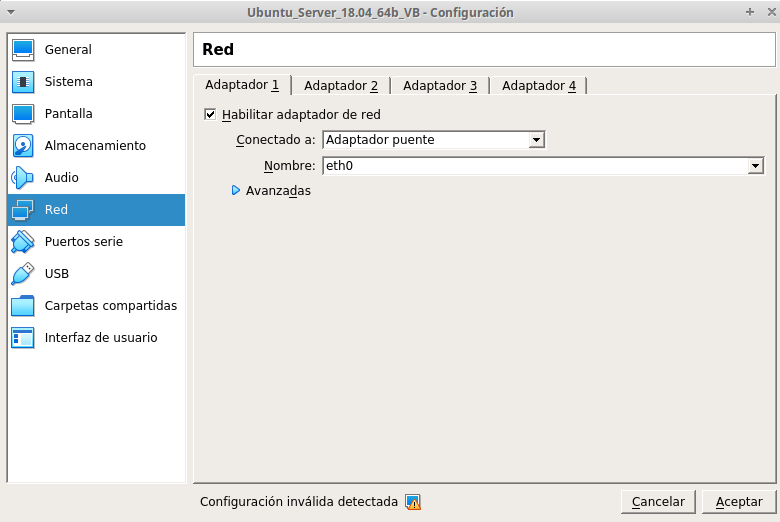 Ubuntu_Server_18.04_64b_VB - Configuración
General
Sistema
Pantalla
Almacenamiento
Audio
Red
Puertos serie
USB
Carpetas compartidas
Interfaz de usuario
Red
Adaptador 1 Adaptador 2 Adaptador 3 Adaptador 4
Habilitar adaptador de red
Conectado a: Adaptador puente
Nombre: eth0
Avanzadas
Configuración inválida detectada
Cancelar Aceptar